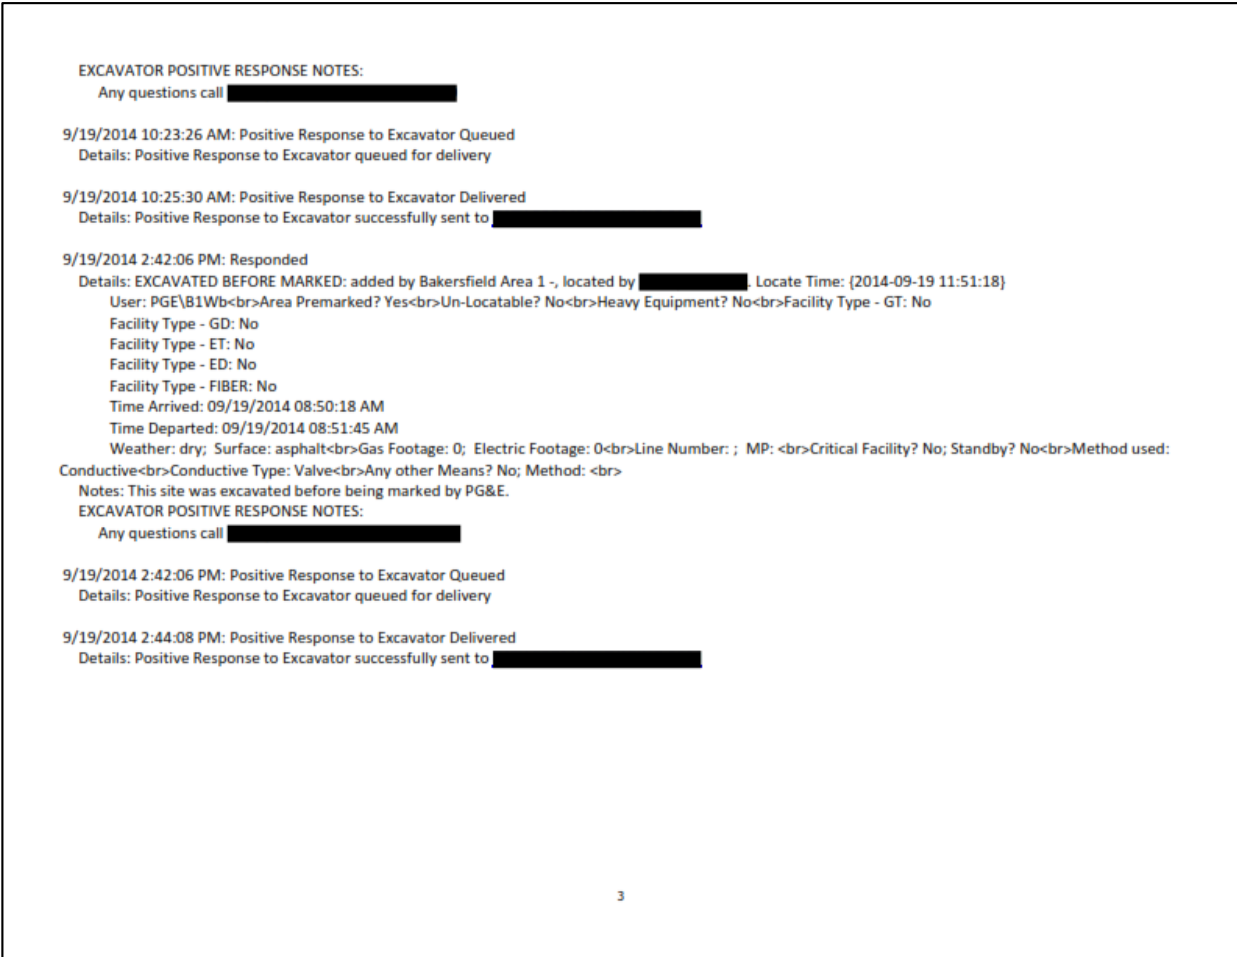 EXCAVATOR POSITIVE RESPONSE NOTES:
Any questions call
9/19/2014 10:23:26 AM: Positive Response to Excavator Queued
Details: Positive Response to Excavator queued for delivery
9/19/2014 10:25:30 AM: Positive Response to Excavator Delivered
Details: Positive Response to Excavator successfully sent to
9/19/2014 2:42:06 PM: Responded
Details: EXCAVATED BEFORE MARKED: added by Bakersfield Area 1 -, located by . Locate Time: {2014-09-19 11:51:18}
User: PGE\B1Wb<br>Area Premarked? Yes<br>Un-Locatable? No<br>Heavy Equipment? No<br>Facility Type - GT: No
Facility Type - GD: No
Facility Type - ET: No
Facility Type - ED: No
Facility Type - FIBER: No
Time Arrived: 09/19/2014 08:50:18 AM
Time Departed: 09/19/2014 08:51:45 AM
Weather: dry;  Surface: asphalt<br>Gas Footage: 0;  Electric Footage: 0<br>Line Number: ;  MP: <br>Critical Facility? No; Standby? No<br>Method used:
Conductive<br>Conductive Type: Valve<br>Any other Means? No; Method: <br>
Notes: This site was excavated before being marked by PG&E.
EXCAVATOR POSITIVE RESPONSE NOTES:
Any questions call
9/19/2014 2:42:06 PM: Positive Response to Excavator Queued
Details: Positive Response to Excavator queued for delivery
9/19/2014 2:44:08 PM: Positive Response to Excavator Delivered
Details: Positive Response to Excavator successfully sent to
3